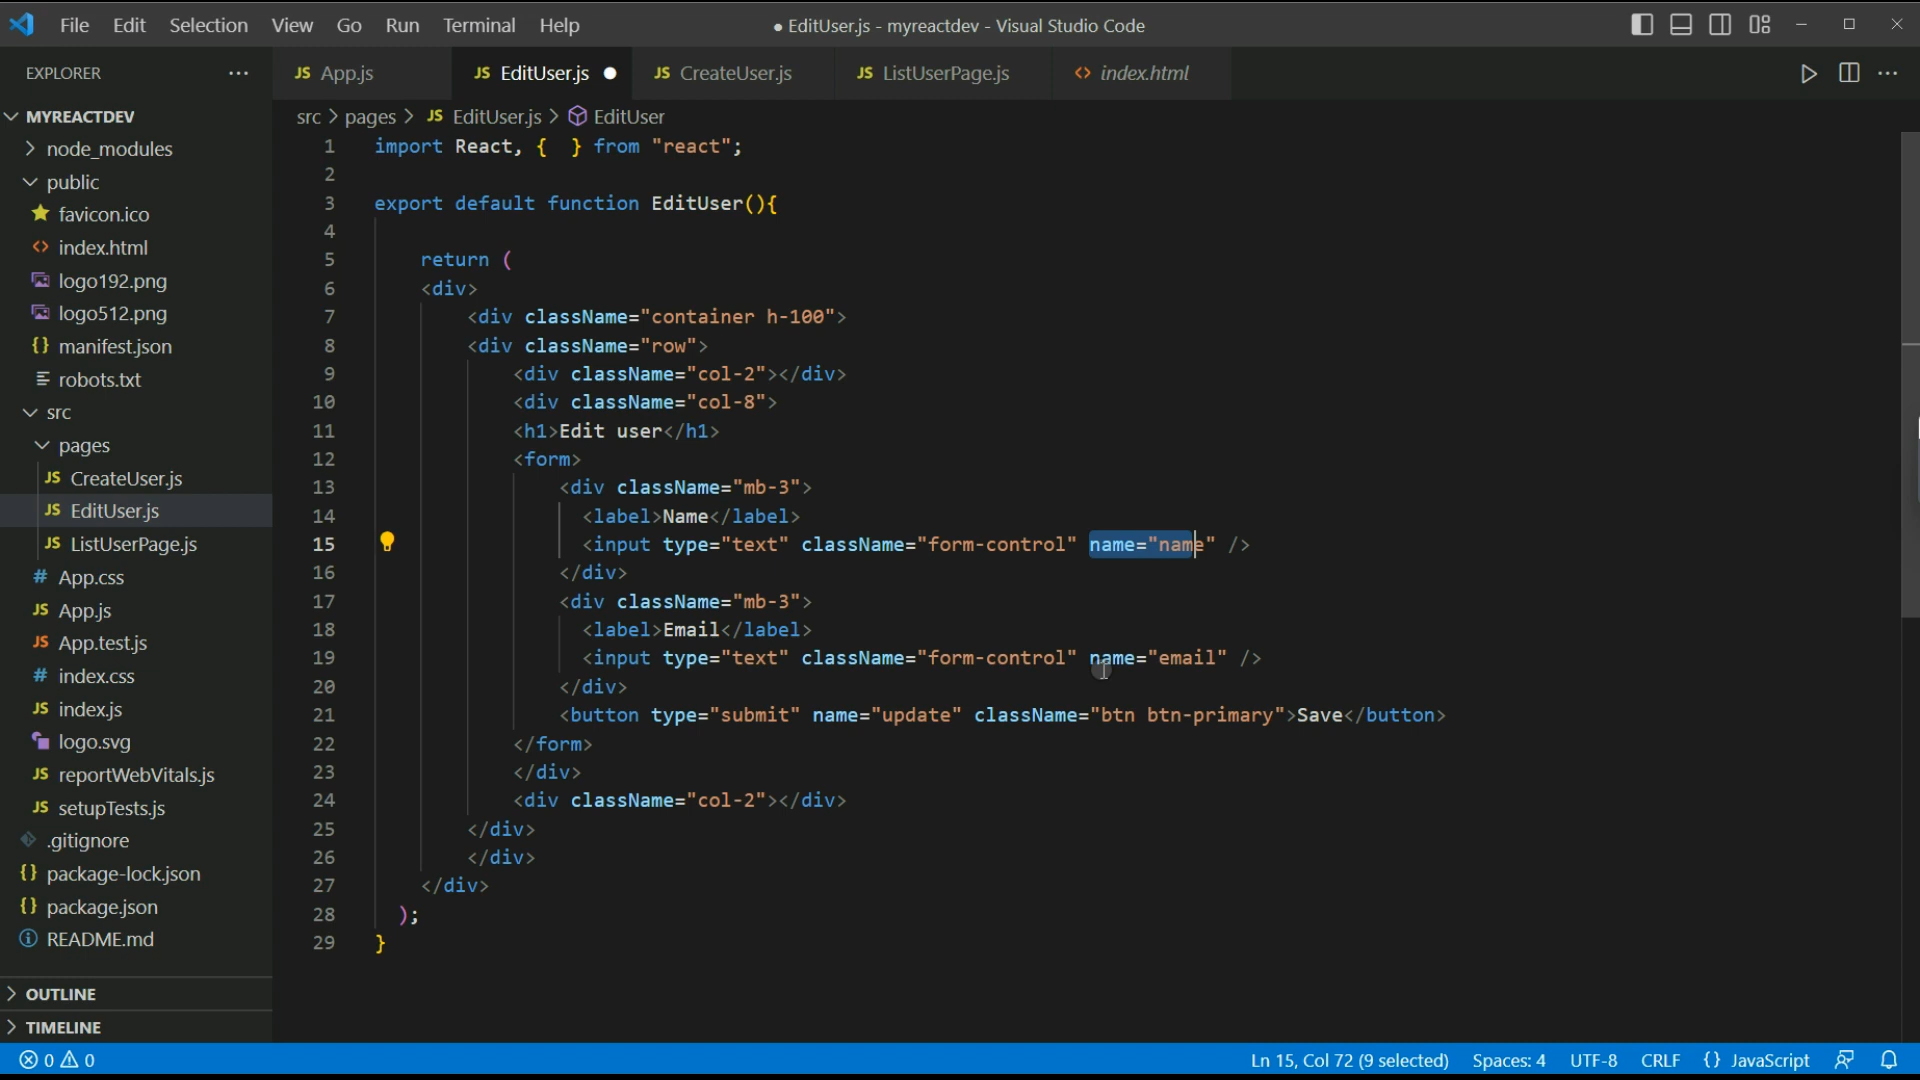 File Edit Selection View Go Run Terminal Help ● EditUser.js - myreactdev - Visual Studio Code
EXPLORER ···
JS App.js JS EditUser.js ● JS CreateUser.js JS ListUserPage.js <> index.html
MYREACTDEV
src > pages > JS EditUser.js > EditUser
node_modules
public
favicon.ico
<> index.html
logo192.png
logo512.png
{} manifest.json
robots.txt
src
pages
JS CreateUser.js
JS EditUser.js
JS ListUserPage.js
# App.css
JS App.js
JS App.test.js
# index.css
JS index.js
logo.svg
JS reportWebVitals.js
JS setupTests.js
.gitignore
{} package-lock.json
{} package.json
README.md
OUTLINE
TIMELINE
1 import React, {  } from "react";
2
3 export default function EditUser(){
4
5 return (
6 <div>
7 <div className="container h-100">
8 <div className="row">
9 <div className="col-2"></div>
10 <div className="col-8">
11 <h1>Edit user</h1>
12 <form>
13 <div className="mb-3">
14 <label>Name</label>
15 <input type="text" className="form-control" name="name" />
16 </div>
17 <div className="mb-3">
18 <label>Email</label>
19 <input type="text" className="form-control" name="email" />
20 </div>
21 <button type="submit" name="update" className="btn btn-primary">Save</button>
22 </form>
23 </div>
24 <div className="col-2"></div>
25 </div>
26 </div>
27 </div>
28 );
29 }
0 0 Ln 15, Col 72 (9 selected) Spaces: 4 UTF-8 CRLF {} JavaScript